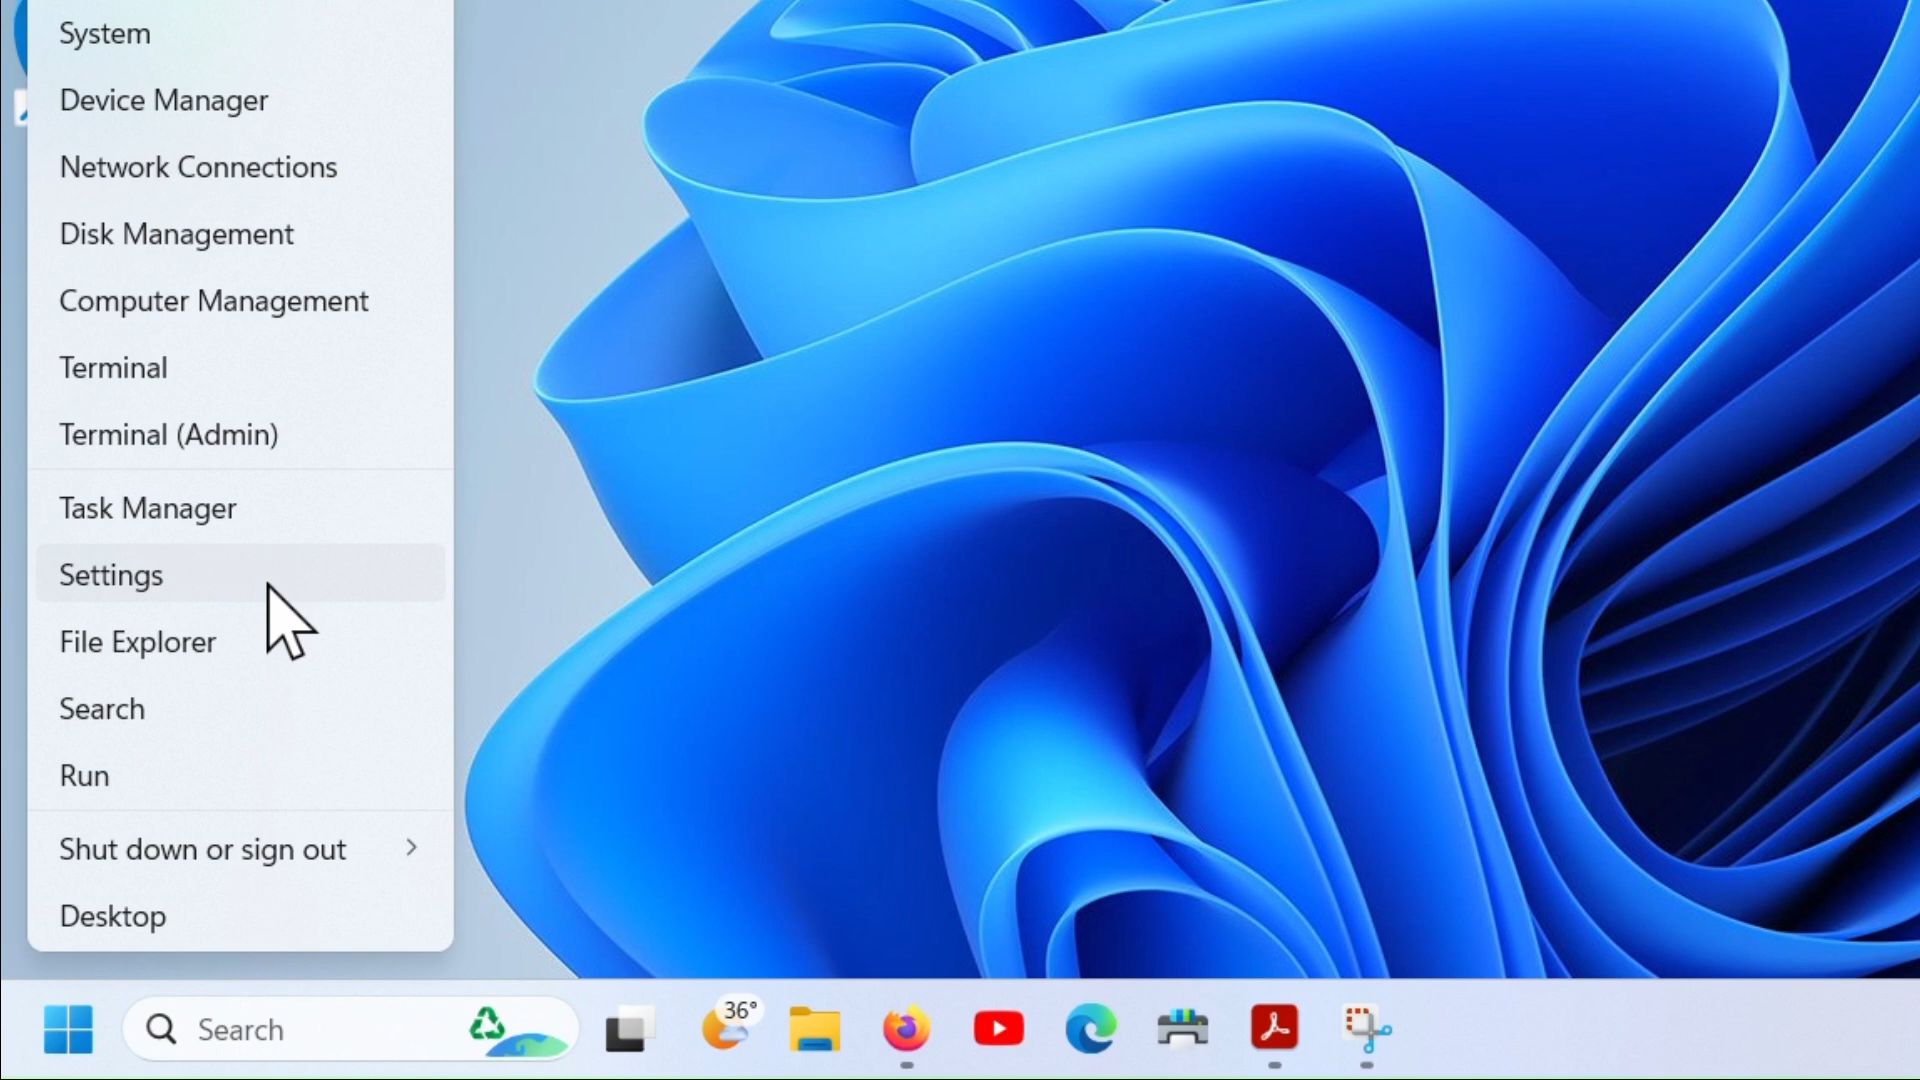 System
Device Manager
Network Connections
Disk Management
Computer Management
Terminal
Terminal (Admin)
Task Manager
Settings
File Explorer
Search
Run
Shut down or sign out
Desktop
Search
36°